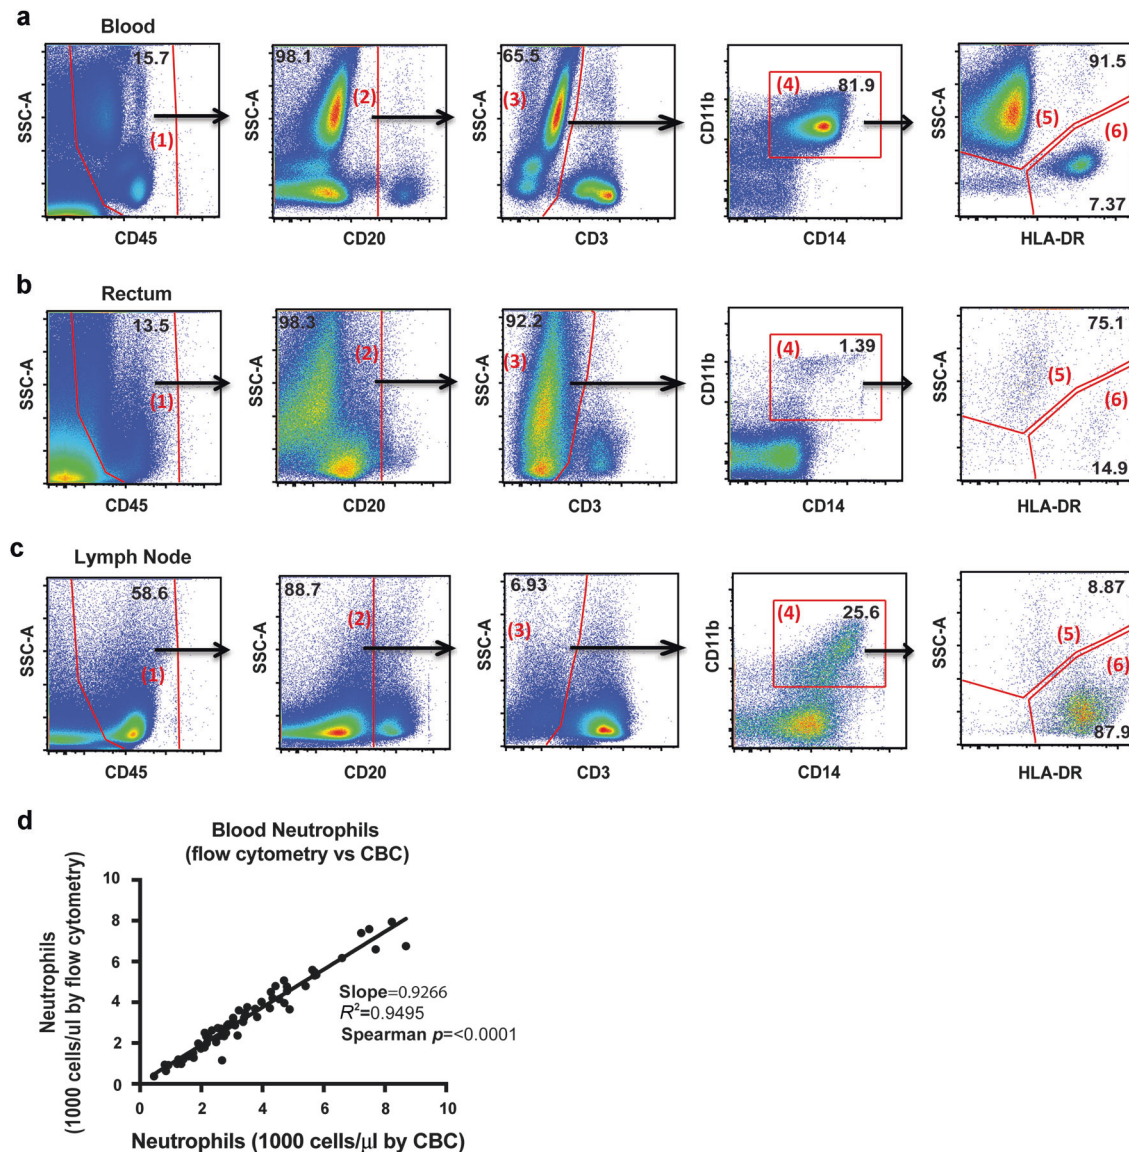 a
Blood
15.7
(1)
SSC-A
CD45
98.1
(2)
SSC-A
CD20
65.5
(3)
SSC-A
CD3
(4)
81.9
CD11b
CD14
91.5
(5)
(6)
7.37
SSC-A
HLA-DR
b
Rectum
13.5
(1)
SSC-A
CD45
98.3
(2)
SSC-A
CD20
92.2
(3)
SSC-A
CD3
(4)
1.39
CD11b
CD14
75.1
(5)
(6)
14.9
SSC-A
HLA-DR
c
Lymph Node
58.6
(1)
SSC-A
CD45
88.7
(2)
SSC-A
CD20
6.93
(3)
SSC-A
CD3
(4)
25.6
CD11b
CD14
8.87
(5)
(6)
87.9
SSC-A
HLA-DR
d
Blood Neutrophils
(flow cytometry vs CBC)
Neutrophils
(1000 cells/ul by flow cytometry)
10
8
6
4
2
0
Slope=0.9266
R²=0.9495
Spearman p=<0.0001
0 2 4 6 8 10
Neutrophils (1000 cells/μl by CBC)